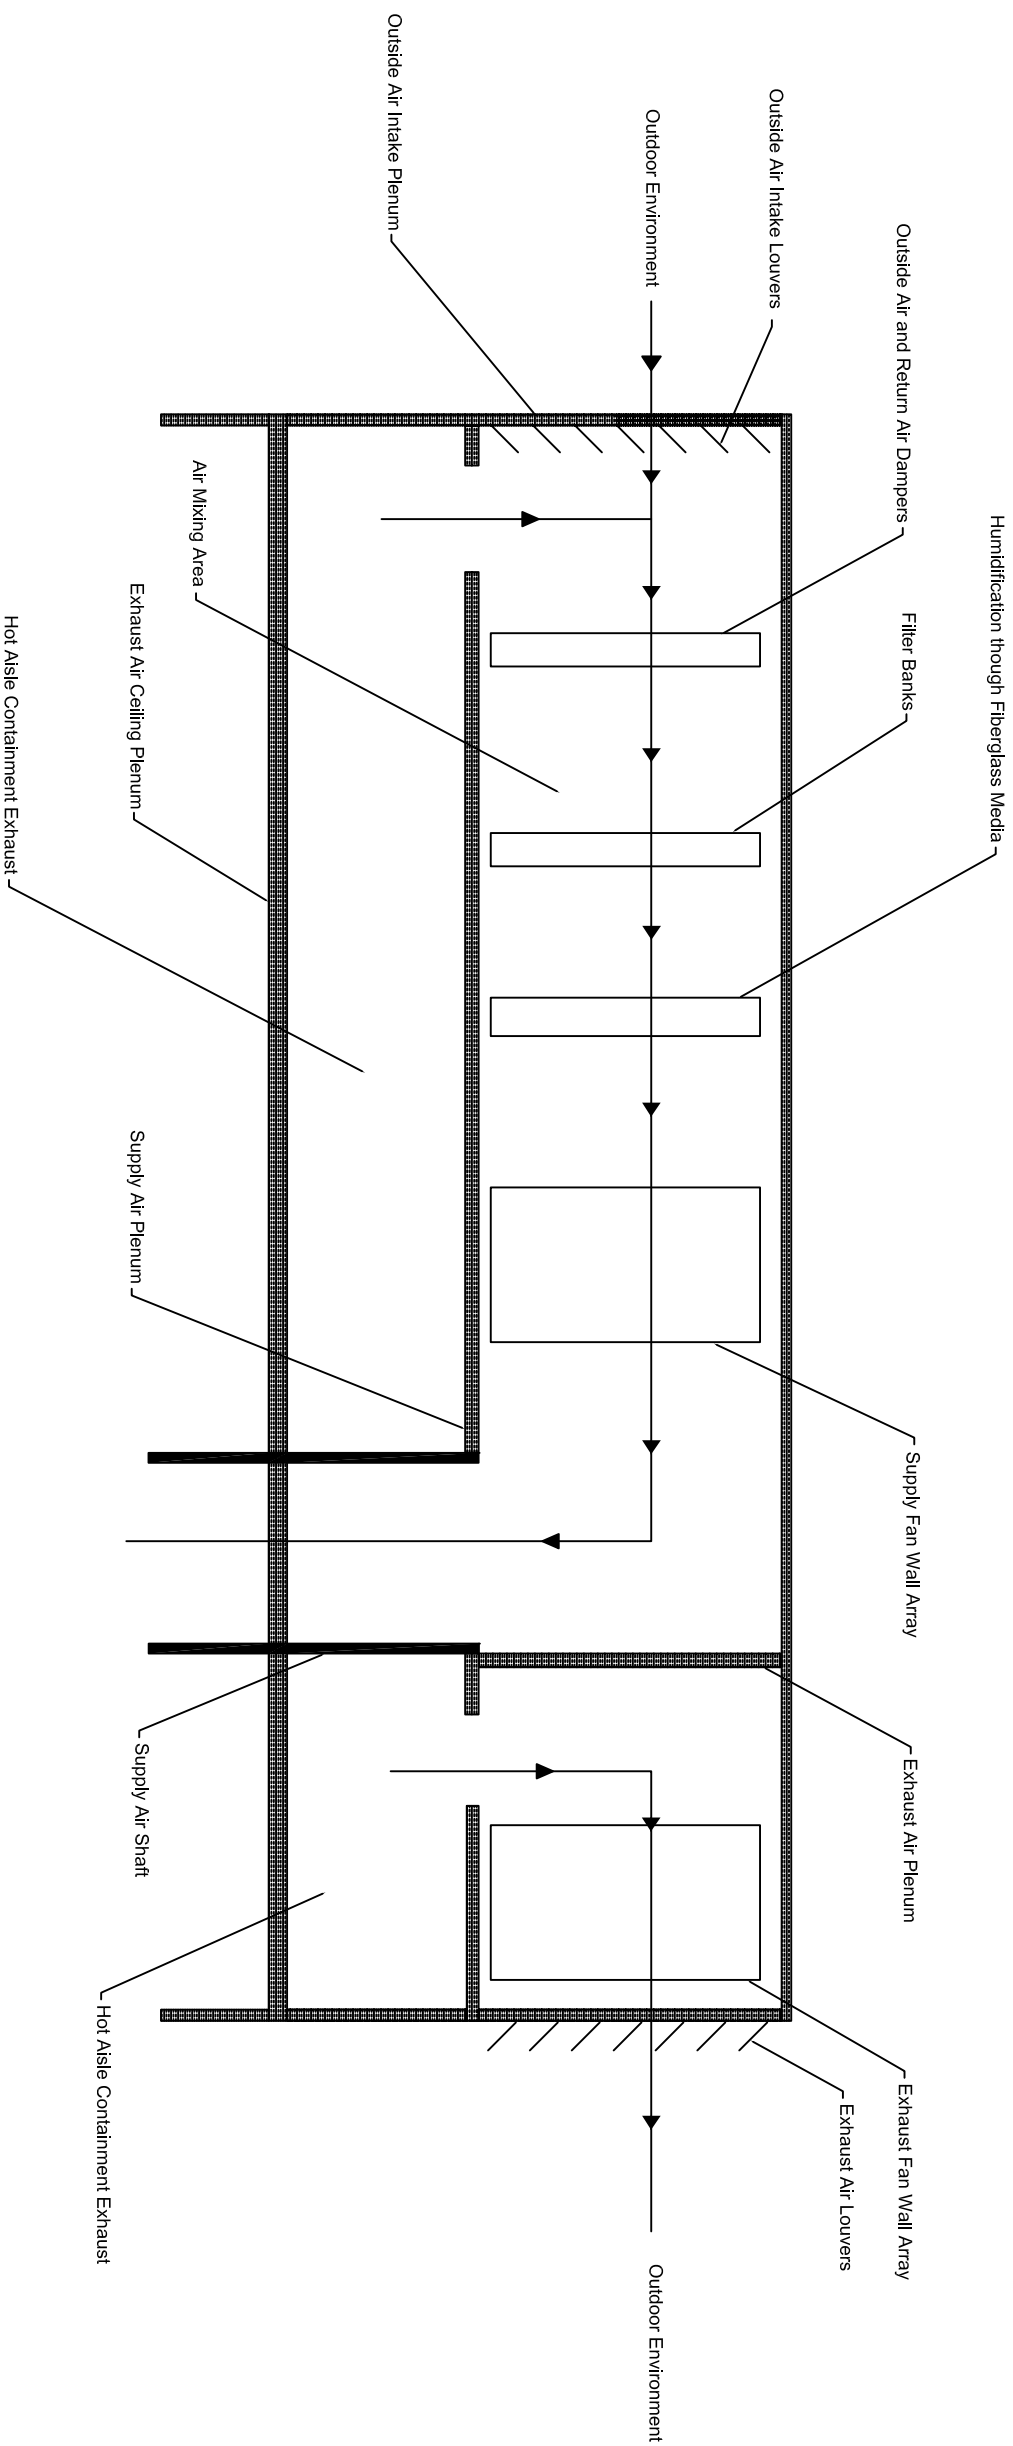 Humidification though Fiberglass Media
Outside Air and Return Air Dampers
Filter Banks
Supply Fan Wall Array
Exhaust Air Plenum
Exhaust Fan Wall Array
Outside Air Intake Louvers
Exhaust Air Louvers
Outdoor Environment
Outdoor Environment
Outside Air Intake Plenum
Air Mixing Area
Exhaust Air Ceiling Plenum
Supply Air Plenum
Supply Air Shaft
Hot Aisle Containment Exhaust
Hot Aisle Containment Exhaust